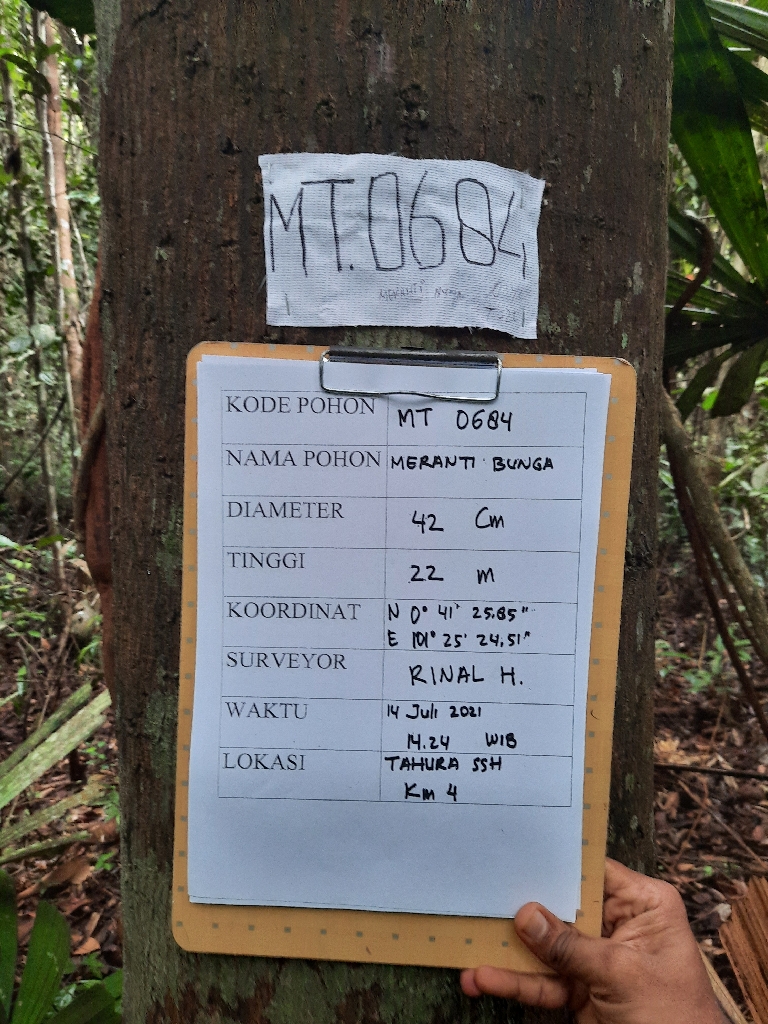 MT.0684
MERANTI BUNGA
KODE POHON MT 0684
NAMA POHON MERANTI BUNGA
DIAMETER 42 Cm
TINGGI 22 m
KOORDINAT N 0° 41' 25.85"
E 101° 25' 24.51"
SURVEYOR RINAL H.
WAKTU 14 Juli 2021
14.24 WIB
LOKASI TAHURA SSH
Km 4